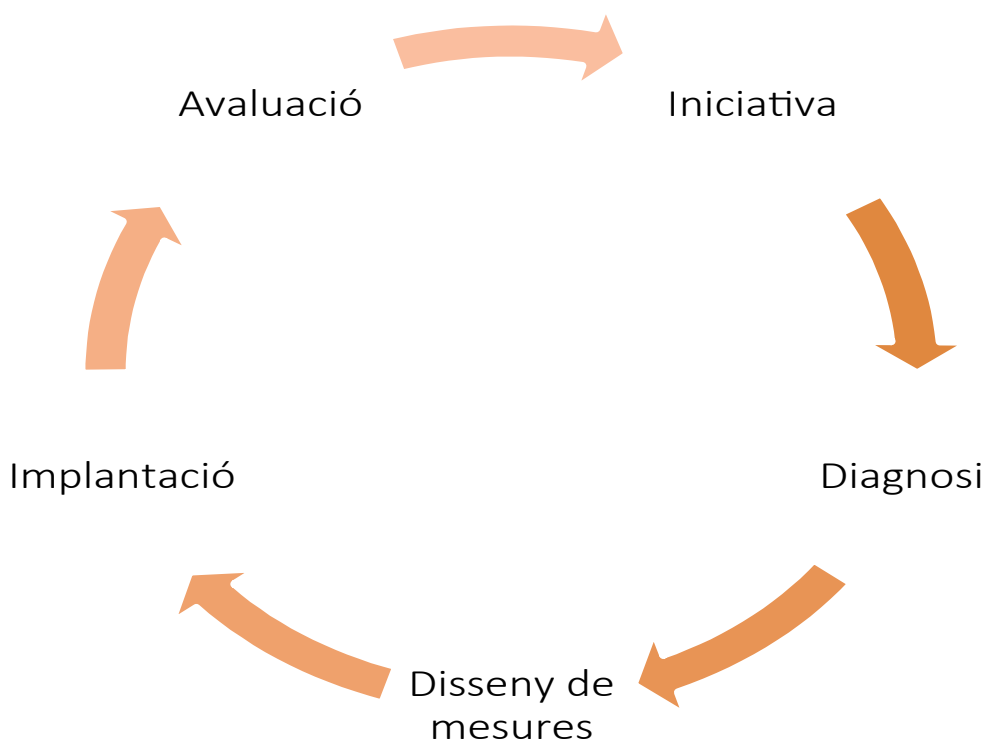 Avaluació
Iniciativa
Implantació
Diagnosi
Disseny de
mesures